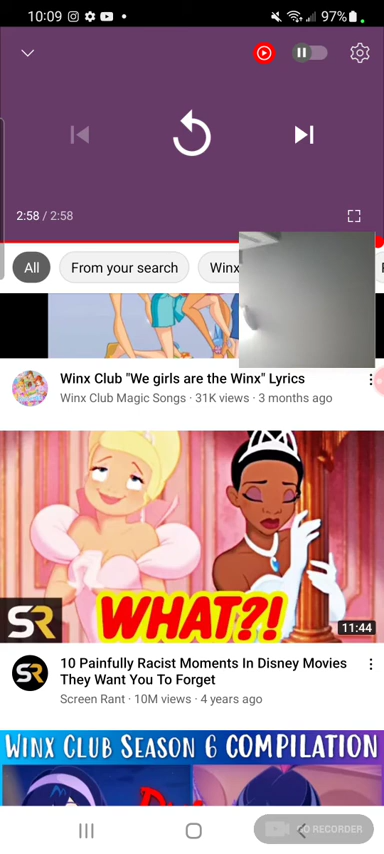 10:09
97%
2:58 / 2:58
All
From your search
Winx
Winx Club "We girls are the Winx" Lyrics
Winx Club Magic Songs · 31K views · 3 months ago
WHAT?!
SR
11:44
SR
10 Painfully Racist Moments In Disney Movies
They Want You To Forget
Screen Rant · 10M views · 4 years ago
WINX CLUB SEASON 6 COMPILATION
GO RECORDER